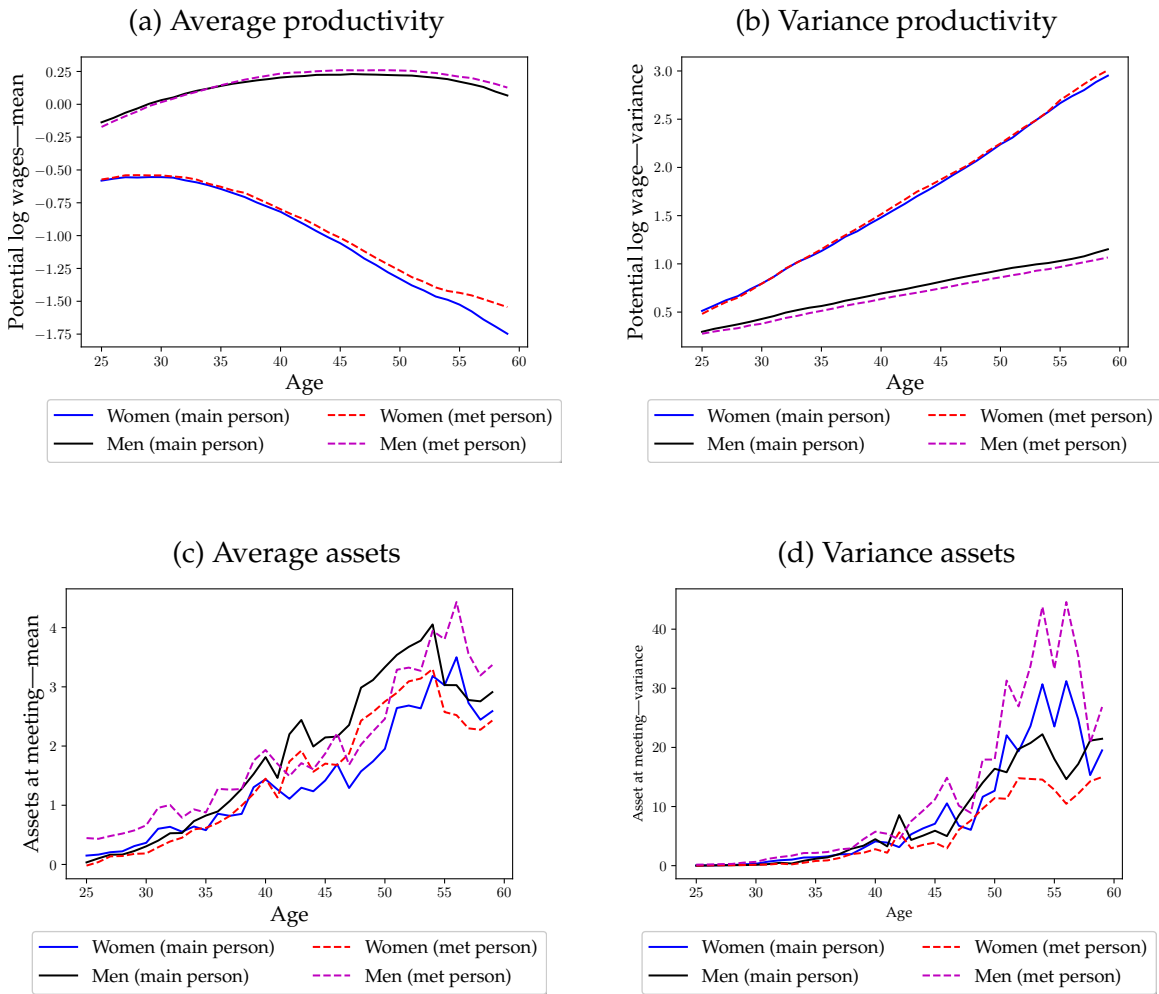 (a) Average productivity
Potential log wages—mean
0.25
0.00
−0.25
−0.50
−0.75
−1.00
−1.25
−1.50
−1.75
25 30 35 40 45 50 55 60
Age
Women (main person) Women (met person)
Men (main person) Men (met person)
(b) Variance productivity
Potential log wage—variance
3.0
2.5
2.0
1.5
1.0
0.5
25 30 35 40 45 50 55 60
Age
Women (main person) Women (met person)
Men (main person) Men (met person)
(c) Average assets
Assets at meeting—mean
4
3
2
1
0
25 30 35 40 45 50 55 60
Age
Women (main person) Women (met person)
Men (main person) Men (met person)
(d) Variance assets
Asset at meeting—variance
40
30
20
10
0
25 30 35 40 45 50 55 60
Age
Women (main person) Women (met person)
Men (main person) Men (met person)